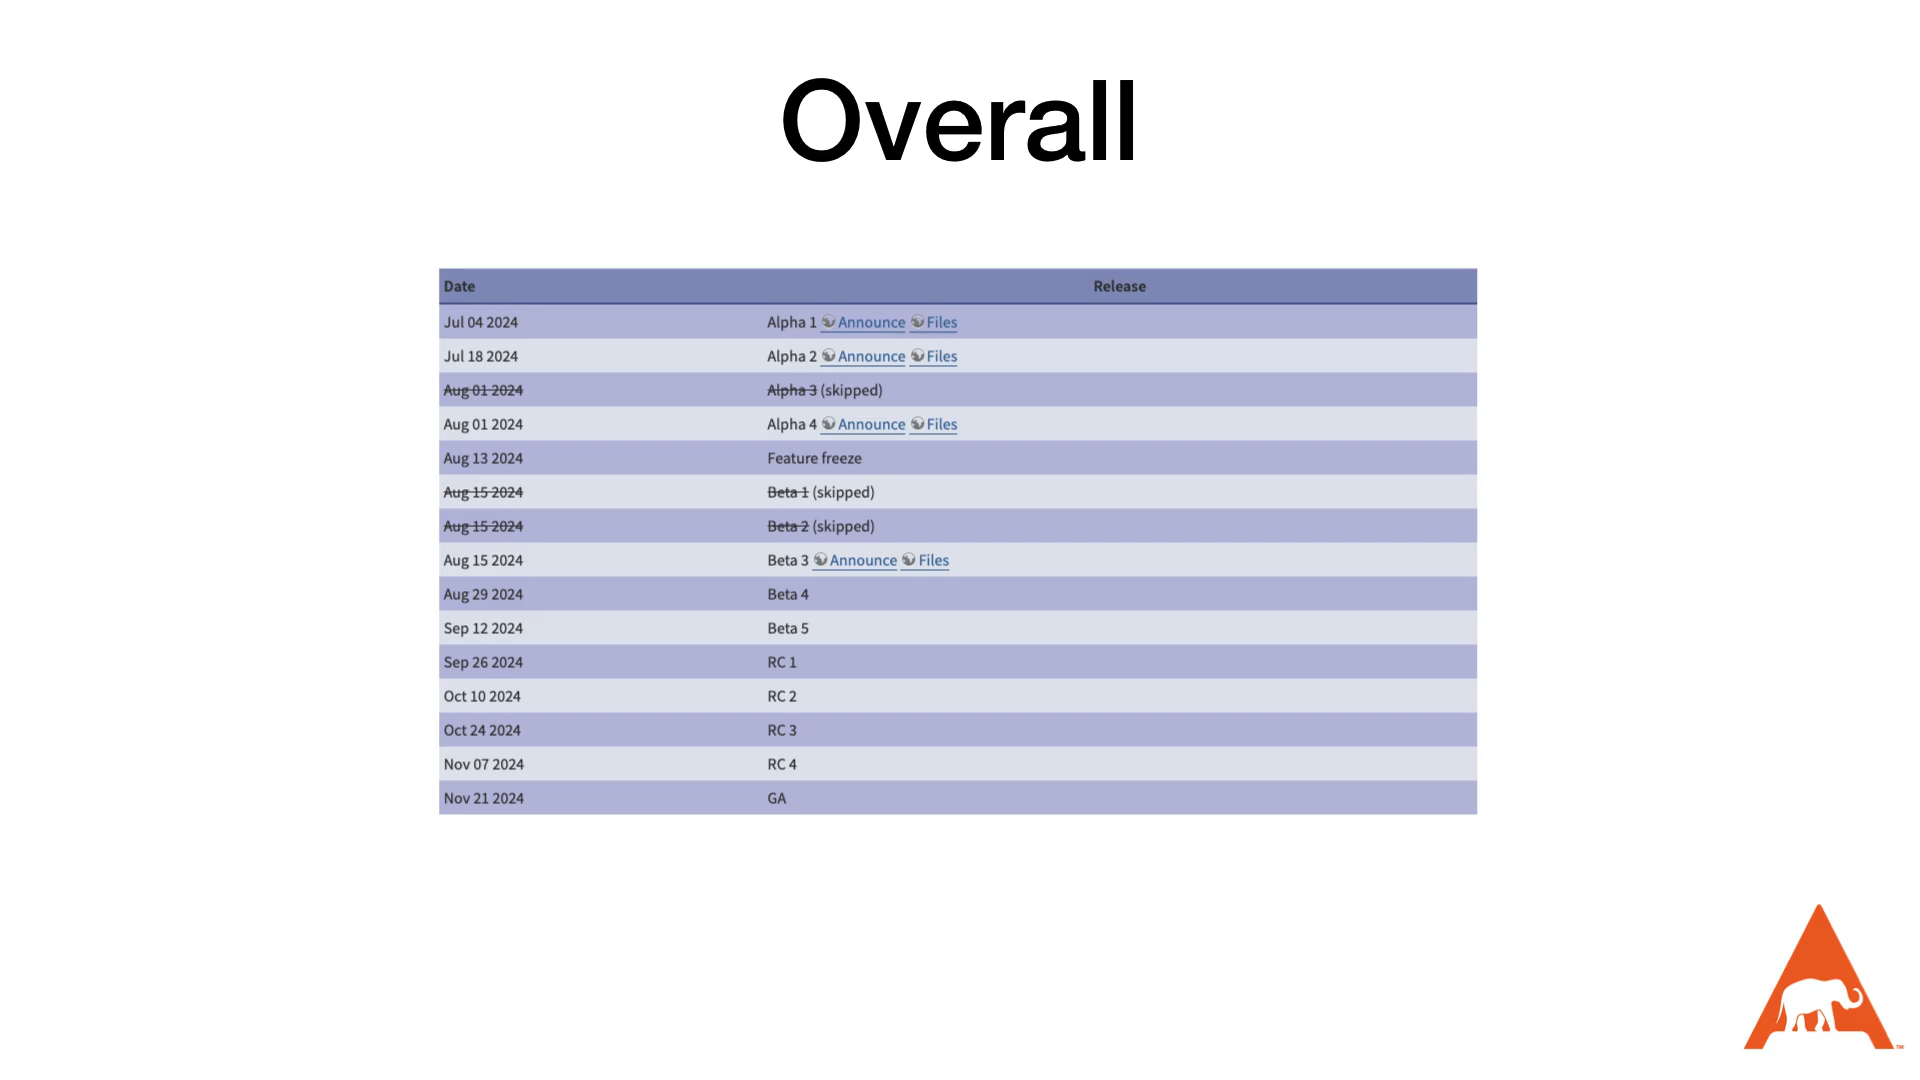 Overall
Date Release
Jul 04 2024 Alpha 1 Announce Files
Jul 18 2024 Alpha 2 Announce Files
Aug 01 2024 Alpha 3 (skipped)
Aug 01 2024 Alpha 4 Announce Files
Aug 13 2024 Feature freeze
Aug 15 2024 Beta 1 (skipped)
Aug 15 2024 Beta 2 (skipped)
Aug 15 2024 Beta 3 Announce Files
Aug 29 2024 Beta 4
Sep 12 2024 Beta 5
Sep 26 2024 RC 1
Oct 10 2024 RC 2
Oct 24 2024 RC 3
Nov 07 2024 RC 4
Nov 21 2024 GA
™